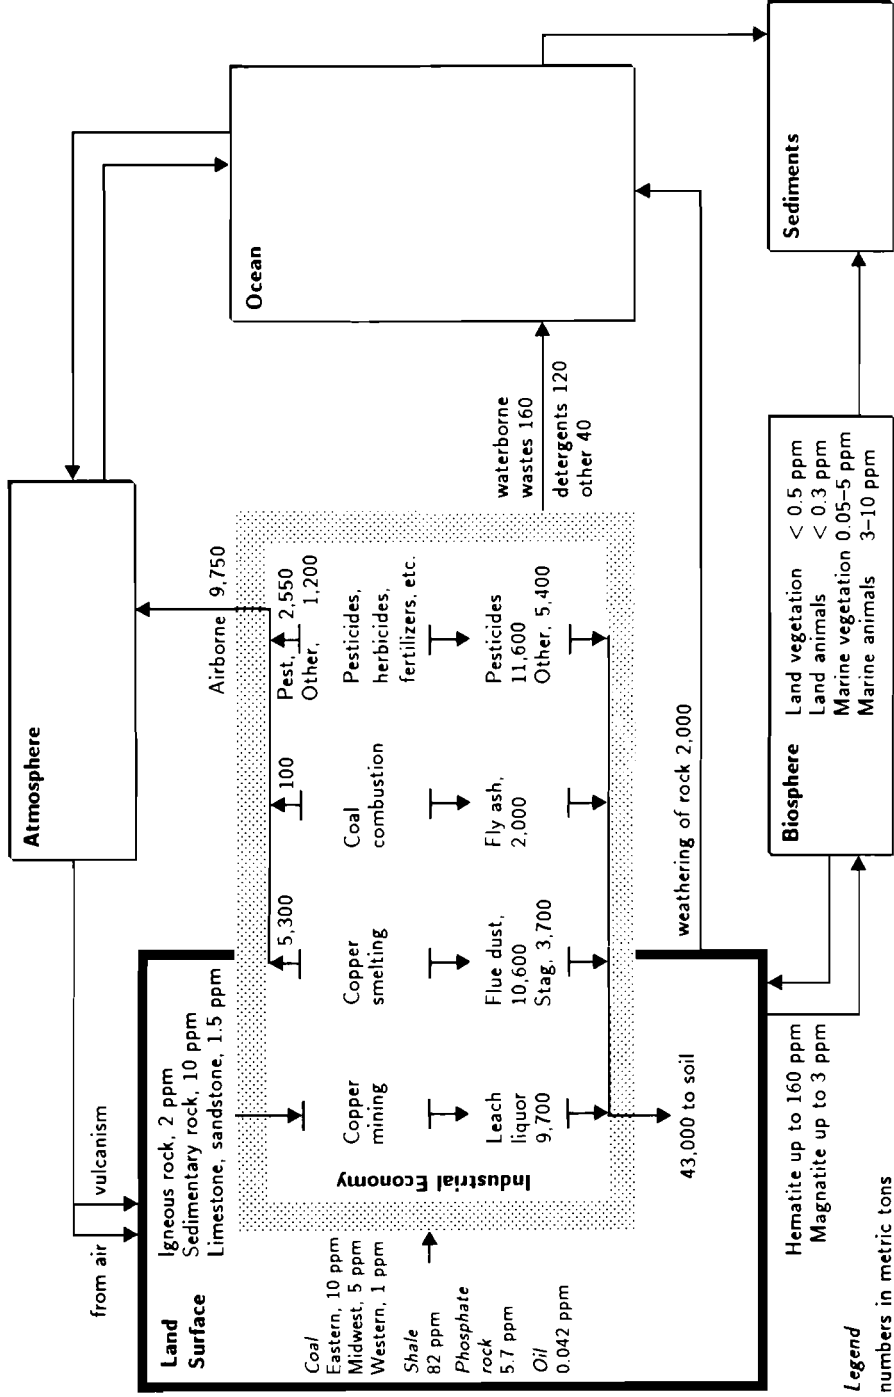 Atmosphere
Ocean
Sediments
from air
vulcanism
Land
Surface
Igneous rock, 2 ppm
Sedimentary rock, 10 ppm
Limestone, sandstone, 1.5 ppm
Coal
Eastern, 10 ppm
Midwest, 5 ppm
Western, 1 ppm
Shale
82 ppm
Phosphate
rock
5.7 ppm
Oil
0.042 ppm
Industrial Economy
Airborne 9,750
5,300
100
Pest, 2,550
Other, 1,200
Copper
mining
Copper
smelting
Coal
combustion
Pesticides,
herbicides,
fertilizers, etc.
Leach
liquor
9,700
Flue dust,
10,600
Stag, 3,700
Fly ash,
2,000
Pesticides
11,600
Other, 5,400
waterborne
wastes 160
detergents 120
other 40
43,000 to soil
weathering of rock 2,000
Hematite up to 160 ppm
Magnatite up to 3 ppm
Biosphere
Land vegetation < 0.5 ppm
Land animals < 0.3 ppm
Marine vegetation 0.05–5 ppm
Marine animals 3–10 ppm
Legend
numbers in metric tons